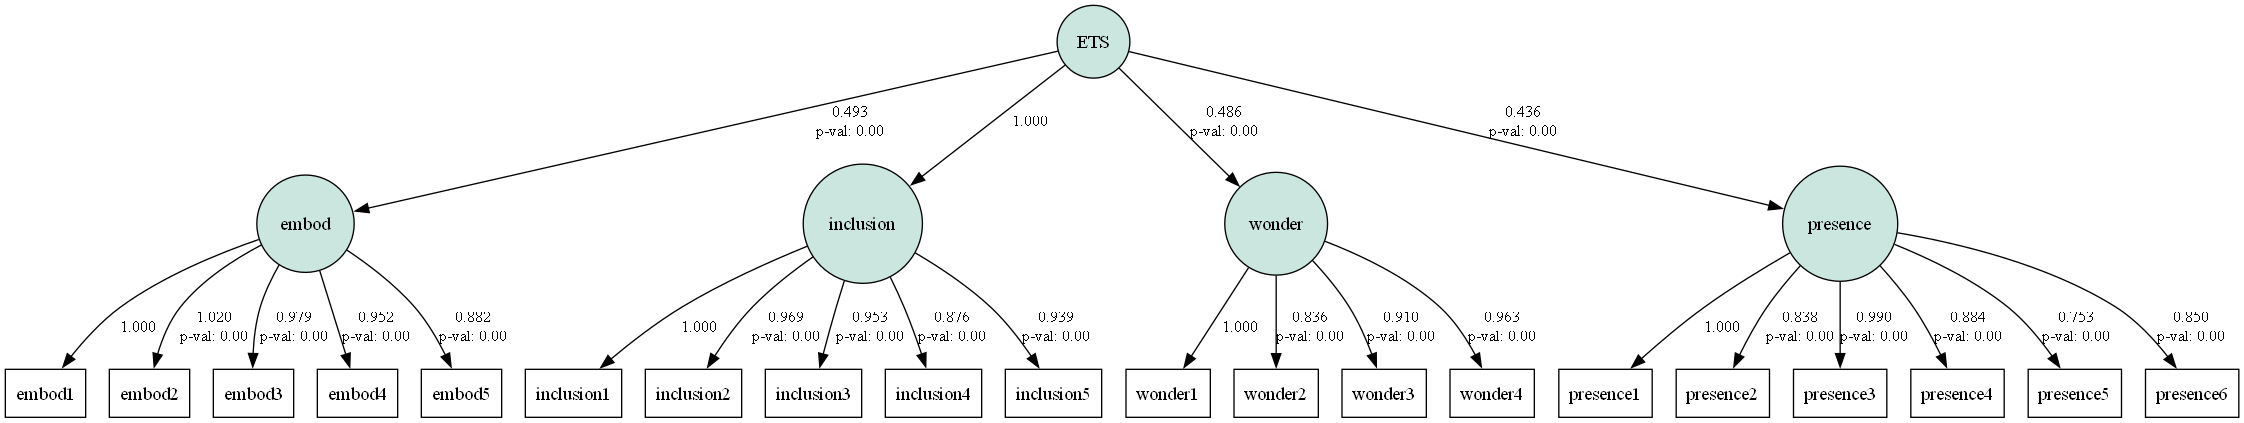 ETS
0.493
p-val: 0.00
1.000
0.486
p-val: 0.00
0.436
p-val: 0.00
embod
inclusion
wonder
presence
1.000
1.020
p-val: 0.00
0.979
p-val: 0.00
0.952
p-val: 0.00
0.882
p-val: 0.00
1.000
0.969
p-val: 0.00
0.953
p-val: 0.00
0.876
p-val: 0.00
0.939
p-val: 0.00
1.000
0.836
p-val: 0.00
0.910
p-val: 0.00
0.963
p-val: 0.00
1.000
0.838
p-val: 0.00
0.990
p-val: 0.00
0.884
p-val: 0.00
0.753
p-val: 0.00
0.850
p-val: 0.00
embod1
embod2
embod3
embod4
embod5
inclusion1
inclusion2
inclusion3
inclusion4
inclusion5
wonder1
wonder2
wonder3
wonder4
presence1
presence2
presence3
presence4
presence5
presence6